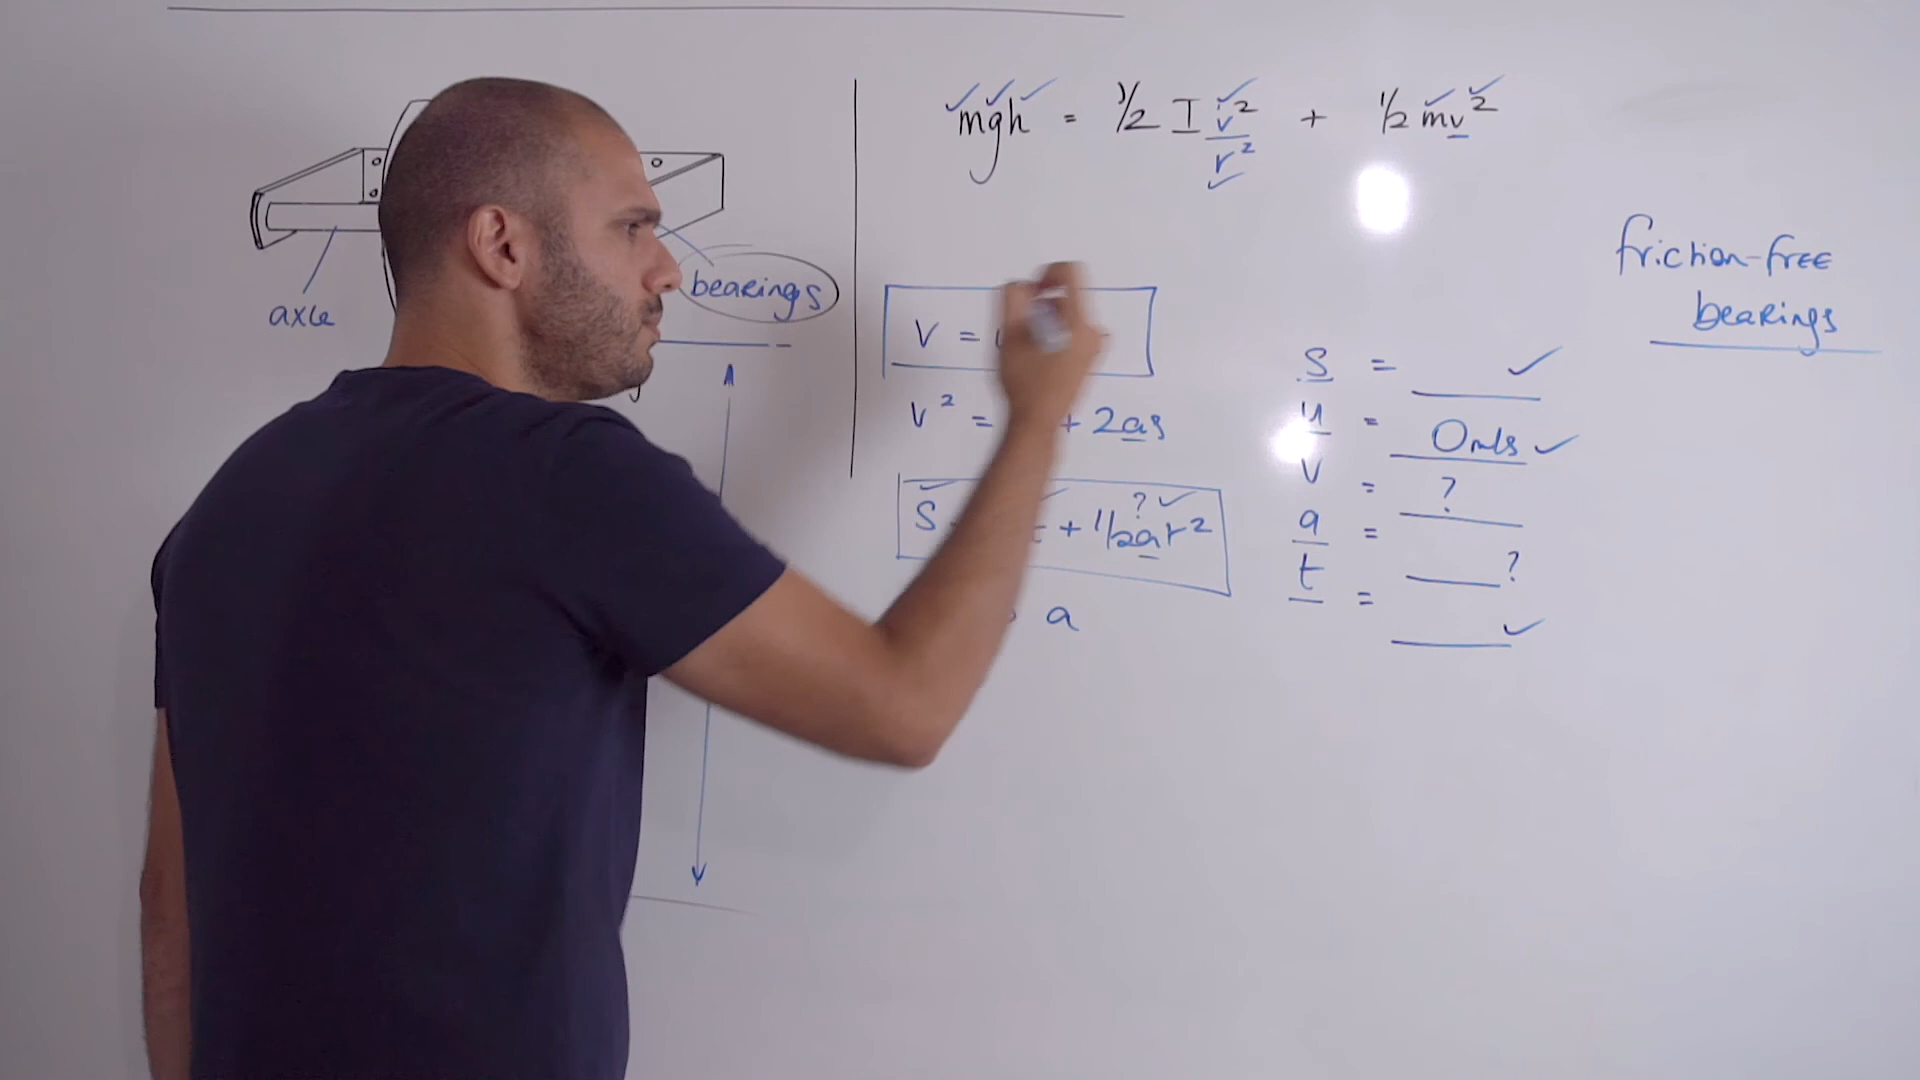 axle
bearings
mgh = 1/2 I v²/r² + 1/2 mv²
V =
V² = + 2as
S + 1/2at²
a
friction-free
bearings
S =
u = 0m/s
V = ?
a = ?
t =